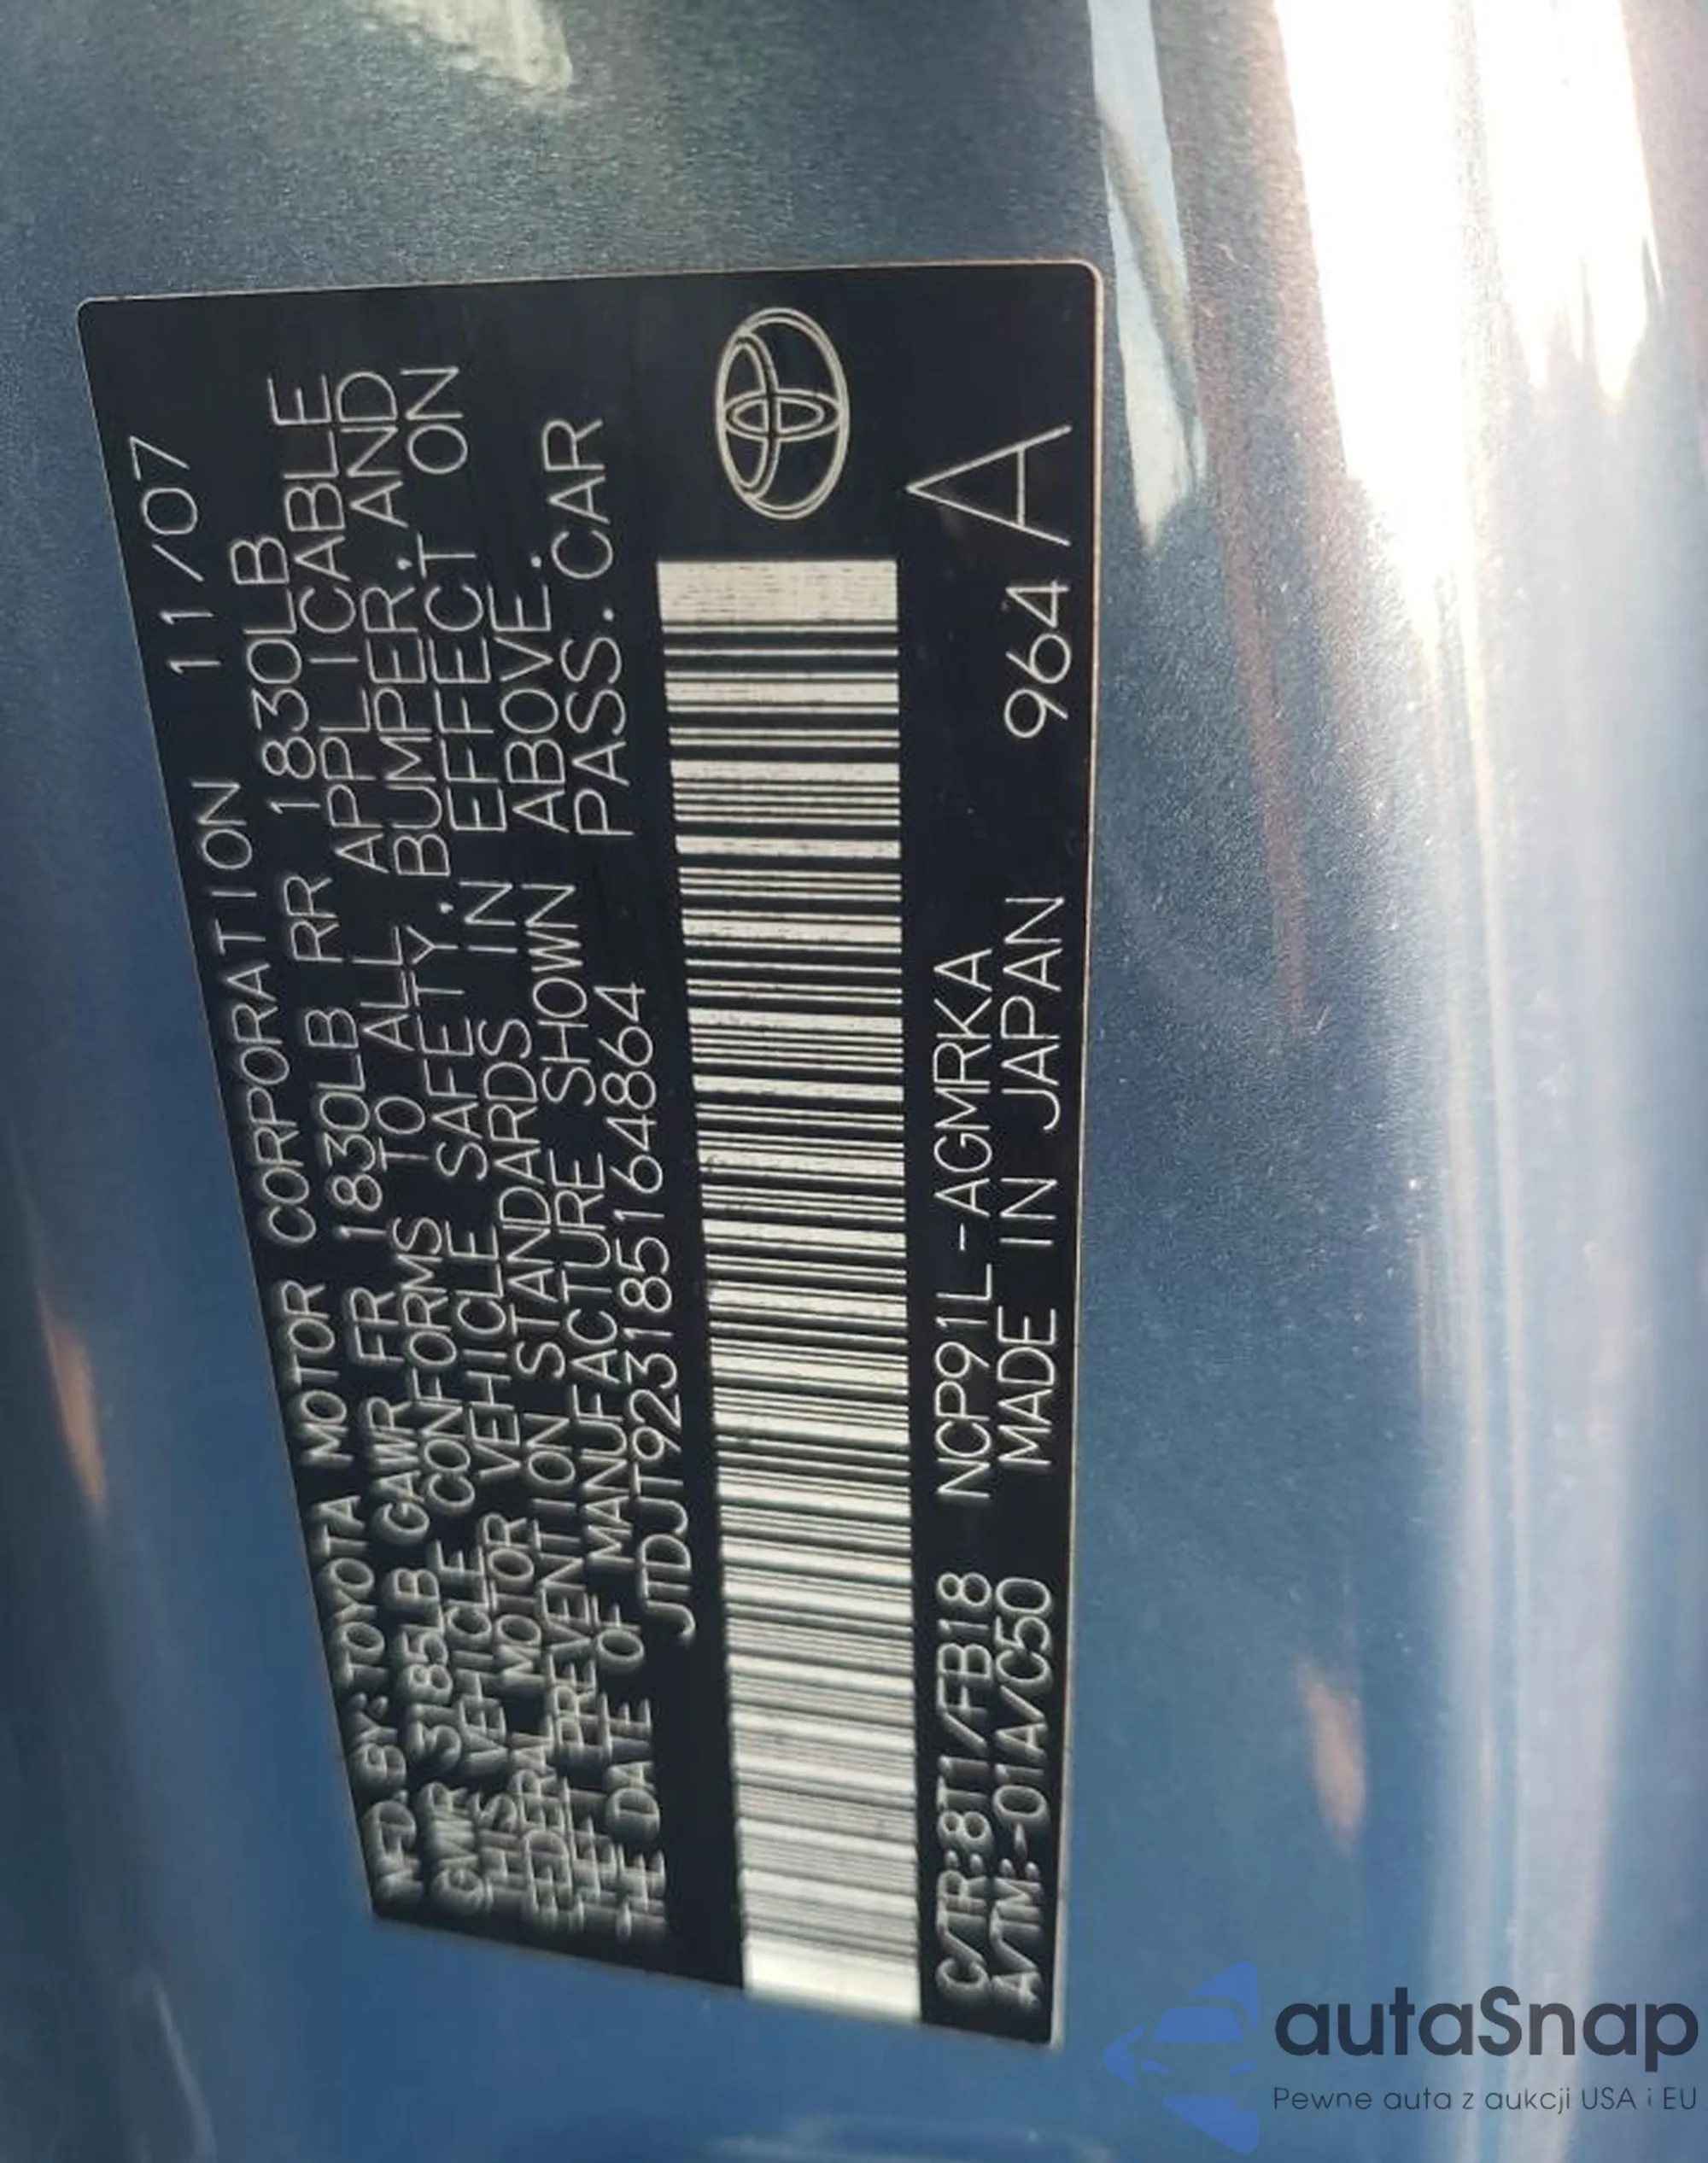 MFD. BY: TOYOTA MOTOR CORPORATION 11/07
GVWR 3185LB GAWR FR 1830LB RR 1830LB
THIS VEHICLE CONFORMS TO ALL APPLICABLE
FEDERAL MOTOR VEHICLE SAFETY, BUMPER, AND
THEFT PREVENTION STANDARDS IN EFFECT ON
THE DATE OF MANUFACTURE SHOWN ABOVE.
JTDJT923185164864 PASS. CAR
C/TR: 8T1/FB18 NCP91L-AGMRKA
A/TM: -01A/C50 MADE IN JAPAN 964 A
autaSnap
Pewne auta z aukcji USA i EU